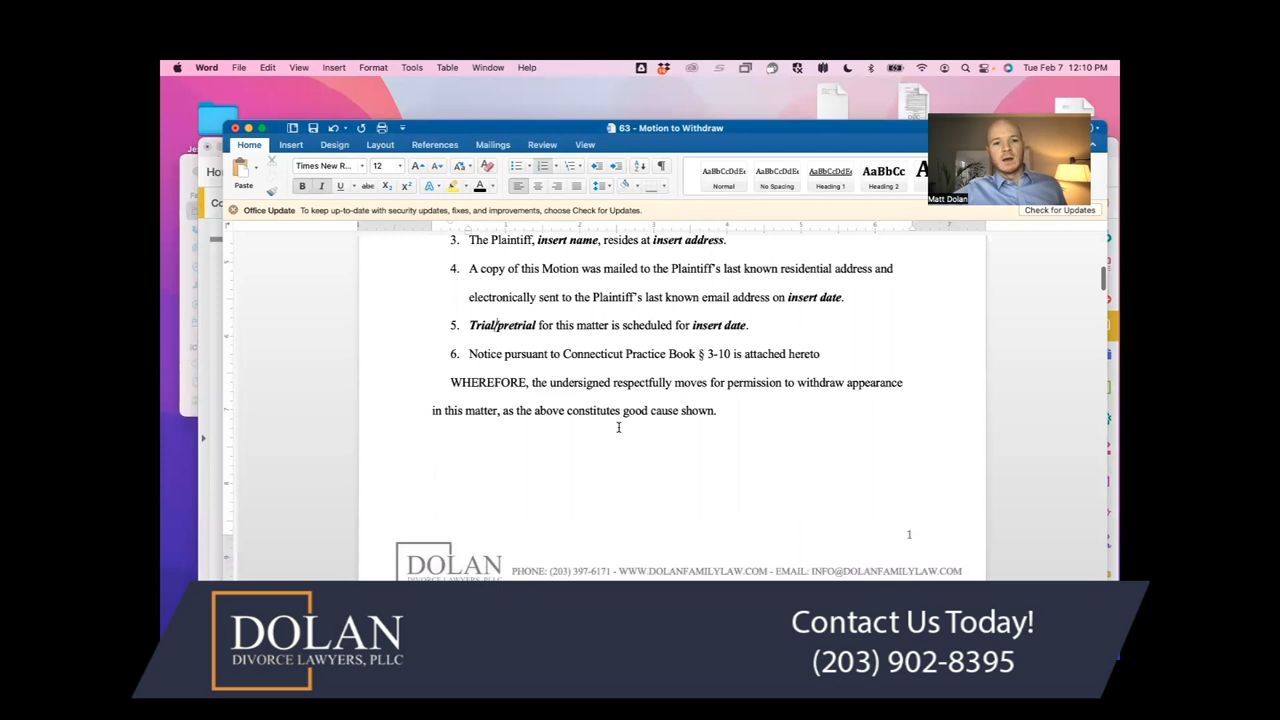 Word File Edit View Insert Format Tools Table Window Help Tue Feb 7 12:10 PM
63 - Motion to Withdraw
Home Insert Design Layout References Mailings Review View
Times New R... 12
AaBbCcDdEe AaBbCcDdEe AaBbCcDdEe AaBbCc
Paste Normal No Spacing Heading 1 Heading 2
Matt Dolan
Office Update To keep up-to-date with security updates, fixes, and improvements, choose Check for Updates. Check for Updates
3. The Plaintiff, insert name, resides at insert address.
4. A copy of this Motion was mailed to the Plaintiff's last known residential address and
electronically sent to the Plaintiff's last known email address on insert date.
5. Trial/pretrial for this matter is scheduled for insert date.
6. Notice pursuant to Connecticut Practice Book § 3-10 is attached hereto
WHEREFORE, the undersigned respectfully moves for permission to withdraw appearance
in this matter, as the above constitutes good cause shown.
1
DOLAN
PHONE: (203) 397-6171 - WWW.DOLANFAMILYLAW.COM - EMAIL: INFO@DOLANFAMILYLAW.COM
DOLAN
DIVORCE LAWYERS, PLLC
Contact Us Today!
(203) 902-8395